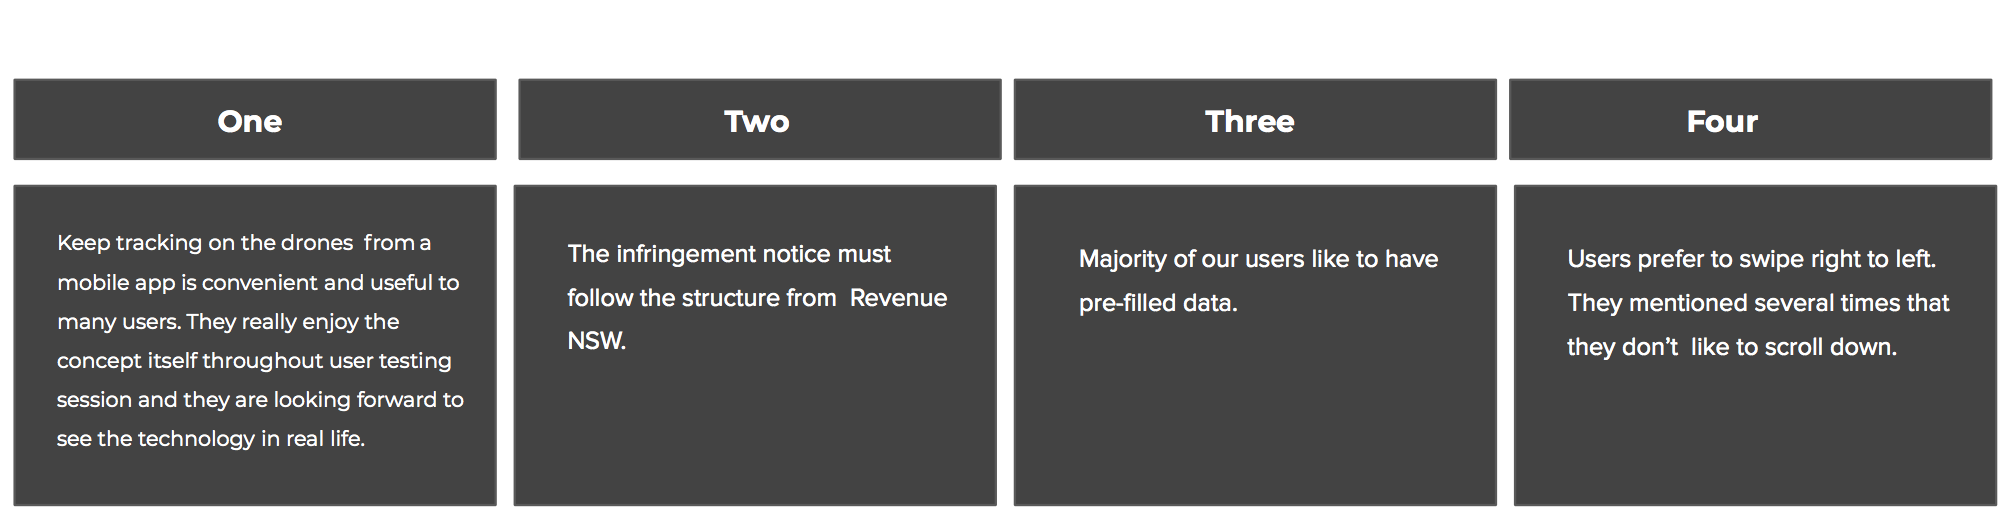 One
Two
Three
Four
Keep tracking on the drones  from a
mobile app is convenient and useful to
many users. They really enjoy the
concept itself throughout user testing
session and they are looking forward to
see the technology in real life.
The infringement notice must
follow the structure from  Revenue
NSW.
Majority of our users like to have
pre-filled data.
Users prefer to swipe right to left.
They mentioned several times that
they don’t  like to scroll down.